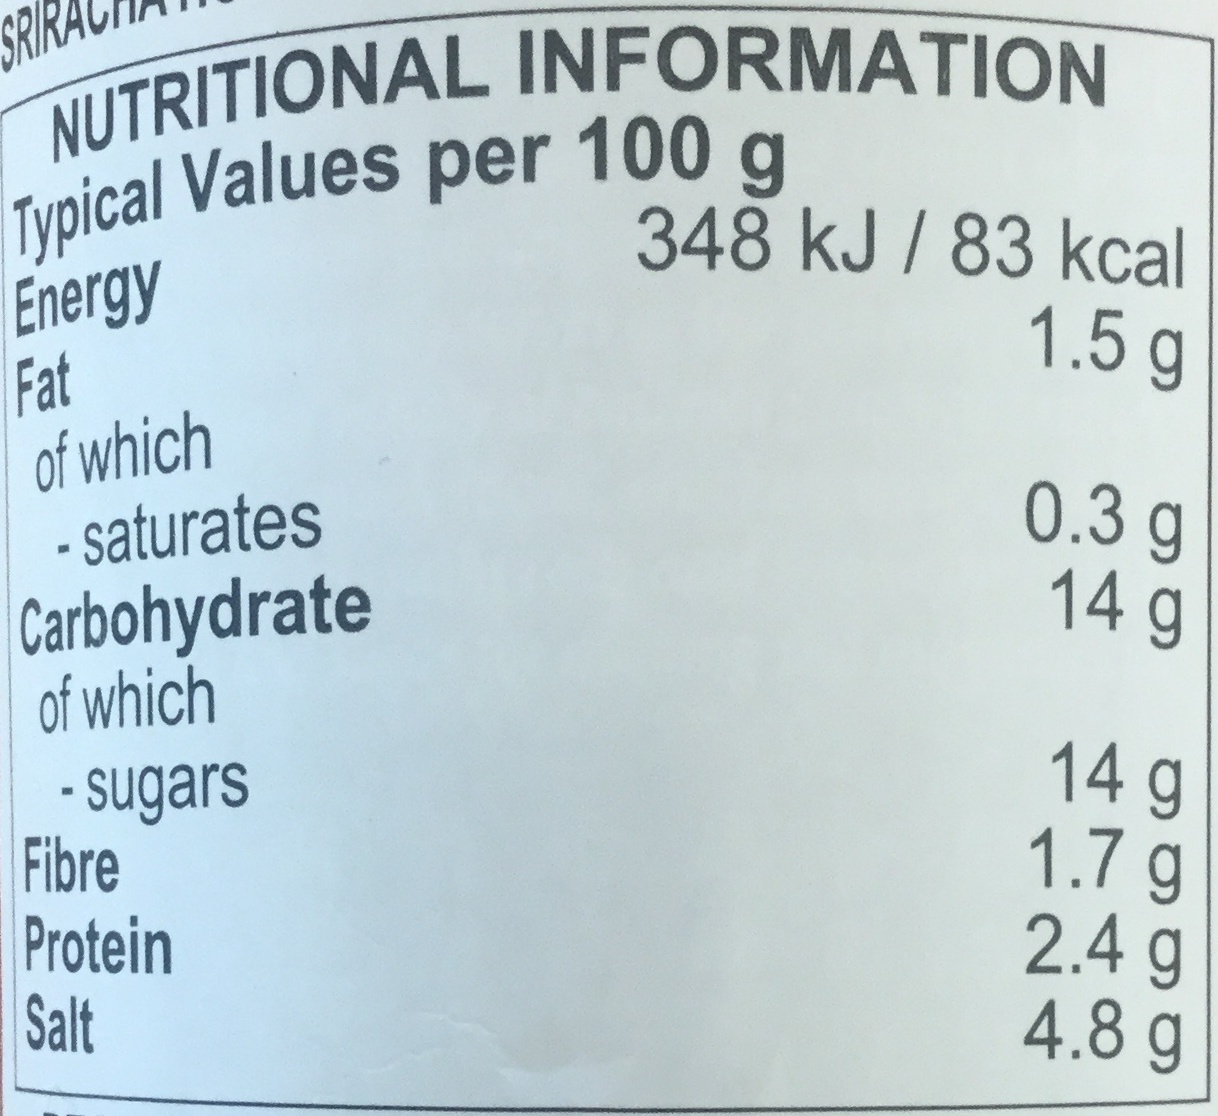 SRIRACHA
NUTRITIONAL INFORMATION
Typical Values per 100 g
Energy 348 kJ / 83 kcal
Fat 1.5 g
of which
- saturates 0.3 g
Carbohydrate 14 g
of which
- sugars 14 g
Fibre 1.7 g
Protein 2.4 g
Salt 4.8 g